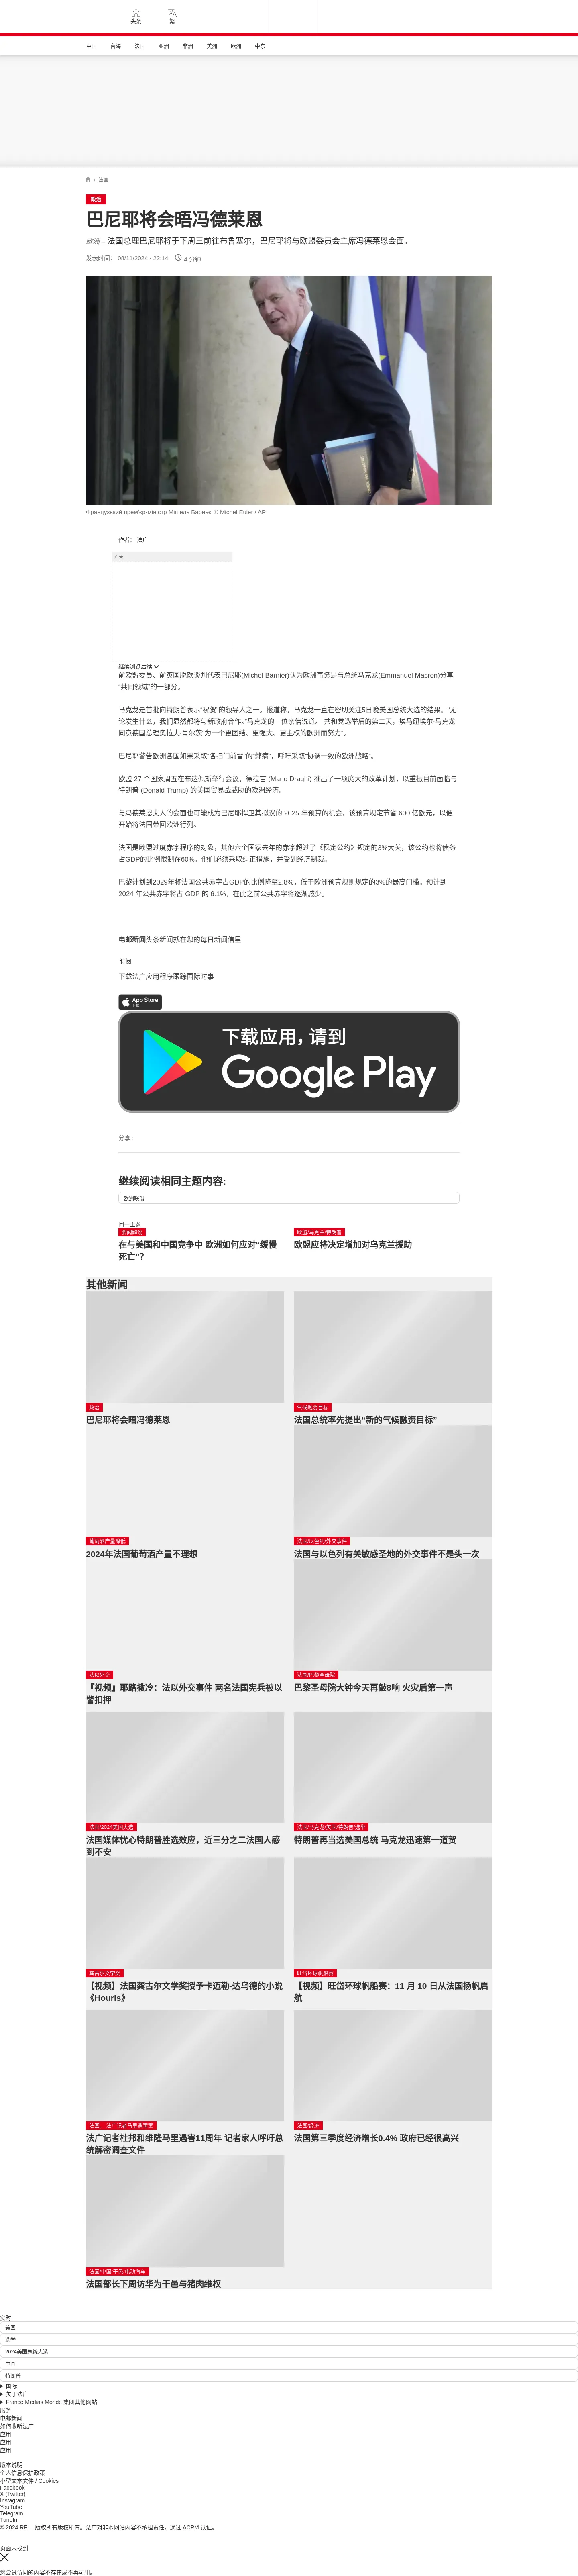 头条
繁
中国
台海
法国
亚洲
非洲
美洲
欧洲
中东
/ 法国
政治
巴尼耶将会晤冯德莱恩
欧洲 – 法国总理巴尼耶将于下周三前往布鲁塞尔，巴尼耶将与欧盟委员会主席冯德莱恩会面。
发表时间： 08/11/2024 - 22:14 4 分钟
Французький прем'єр-міністр Мішель Барньє © Michel Euler / AP
作者： 法广
广告
继续浏览后续
前欧盟委员、前英国脱欧谈判代表巴尼耶(Michel Barnier)认为欧洲事务是与总统马克龙(Emmanuel Macron)分享
“共同领域”的一部分。
马克龙是首批向特朗普表示“祝贺”的领导人之一。报道称，马克龙一直在密切关注5日晚美国总统大选的结果。“无
论发生什么，我们显然都将与新政府合作。”马克龙的一位亲信说道。 共和党选举后的第二天，埃马纽埃尔·马克龙
同意德国总理奥拉夫·肖尔茨“为一个更团结、更强大、更主权的欧洲而努力”。
巴尼耶警告欧洲各国如果采取“各扫门前雪”的“弊病”，呼吁采取“协调一致的欧洲战略”。
欧盟 27 个国家周五在布达佩斯举行会议，德拉吉 (Mario Draghi) 推出了一项庞大的改革计划，以重振目前面临与
特朗普 (Donald Trump) 的美国贸易战威胁的欧洲经济。
与冯德莱恩夫人的会面也可能成为巴尼耶捍卫其拟议的 2025 年预算的机会，该预算规定节省 600 亿欧元，以便
开始将法国带回欧洲行列。
法国是欧盟过度赤字程序的对象，其他六个国家去年的赤字超过了《稳定公约》规定的3%大关，该公约也将债务
占GDP的比例限制在60%。他们必须采取纠正措施，并受到经济制裁。
巴黎计划到2029年将法国公共赤字占GDP的比例降至2.8%，低于欧洲预算规则规定的3%的最高门槛。预计到
2024 年公共赤字将占 GDP 的 6.1%，在此之前公共赤字将逐渐减少。
电邮新闻头条新闻就在您的每日新闻信里
订阅
下载法广应用程序跟踪国际时事
App Store
下载
下载应用，请到
Google Play
分享 :
继续阅读相同主题内容:
欧洲联盟
同一主题
要闻解说
在与美国和中国竞争中 欧洲如何应对“缓慢
死亡”？
欧盟/乌克兰/特朗普
欧盟应将决定增加对乌克兰援助
其他新闻
政治
巴尼耶将会晤冯德莱恩
气候融资目标
法国总统率先提出“新的气候融资目标”
葡萄酒产量降低
2024年法国葡萄酒产量不理想
法国/以色列/外交事件
法国与以色列有关敏感圣地的外交事件不是头一次
法以外交
『视频』耶路撒冷：法以外交事件 两名法国宪兵被以
警扣押
法国/巴黎圣母院
巴黎圣母院大钟今天再敲8响 火灾后第一声
法国/2024美国大选
法国媒体忧心特朗普胜选效应，近三分之二法国人感
到不安
法国/马克龙/美国/特朗普/选举
特朗普再当选美国总统 马克龙迅速第一道贺
龚古尔文学奖
【视频】法国龚古尔文学奖授予卡迈勒-达乌德的小说
《Houris》
旺岱环球帆船赛
【视频】旺岱环球帆船赛：11 月 10 日从法国扬帆启
航
法国、 法广记者马里遇害案
法广记者杜邦和维隆马里遇害11周年 记者家人呼吁总
统解密调查文件
法国/经济
法国第三季度经济增长0.4% 政府已经很高兴
法国/中国/干邑/电动汽车
法国部长下周访华为干邑与猪肉维权
实时
美国
选举
2024美国总统大选
中国
特朗普
国际
关于法广
France Médias Monde 集团其他网站
服务
电邮新闻
如何收听法广
应用
应用
应用
版本说明
个人信息保护政策
小型文本文件 / Cookies
Facebook
X (Twitter)
Instagram
YouTube
Telegram
TuneIn
© 2024 RFI – 版权所有版权所有。法广对非本网站内容不承担责任。通过 ACPM 认证。
页面未找到
您尝试访问的内容不存在或不再可用。